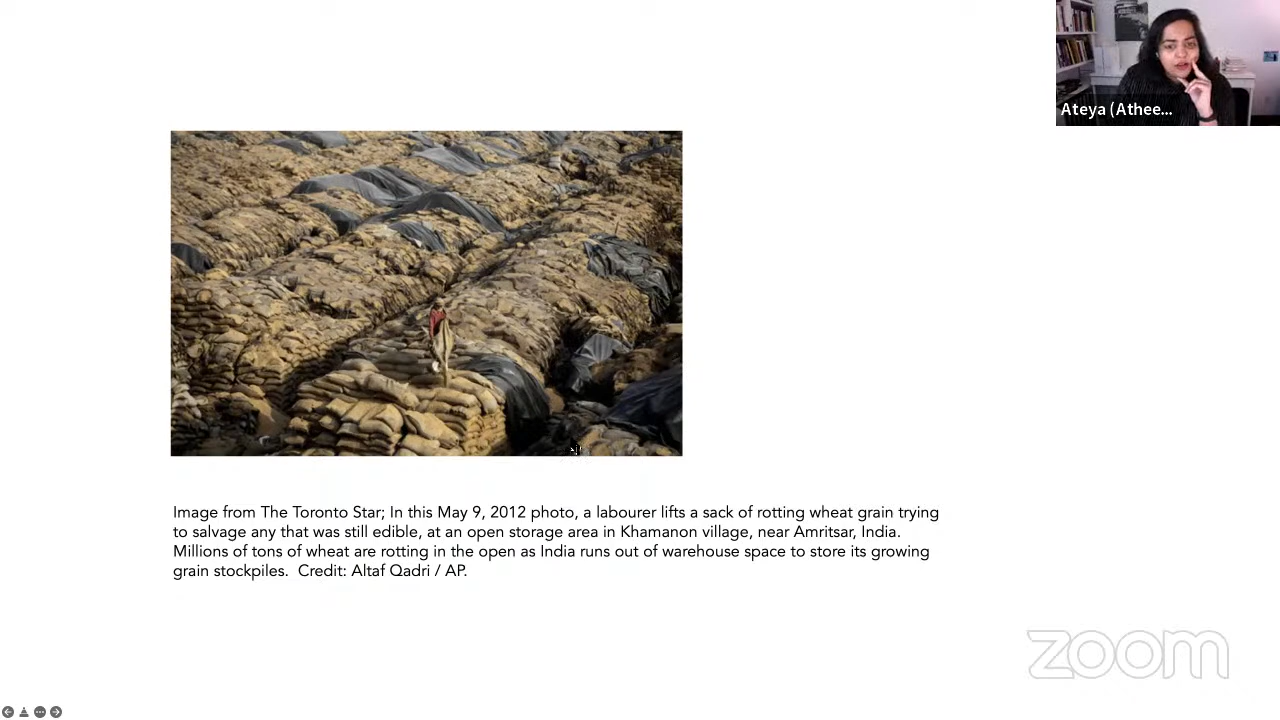 Ateya (Athee...
Image from The Toronto Star; In this May 9, 2012 photo, a labourer lifts a sack of rotting wheat grain trying
to salvage any that was still edible, at an open storage area in Khamanon village, near Amritsar, India.
Millions of tons of wheat are rotting in the open as India runs out of warehouse space to store its growing
grain stockpiles.  Credit: Altaf Qadri / AP.
zoom